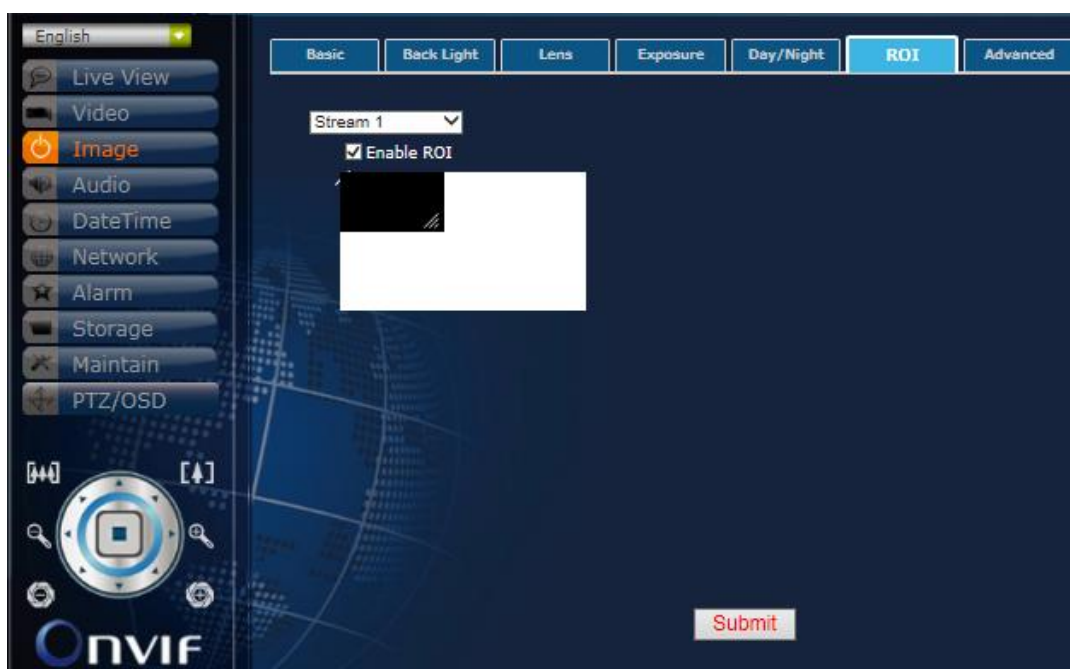 English
Basic Back Light Lens Exposure Day/Night ROI Advanced
Live View
Video
Image
Audio
DateTime
Network
Alarm
Storage
Maintain
PTZ/OSD
Stream 1
Enable ROI
Submit
ONVIF